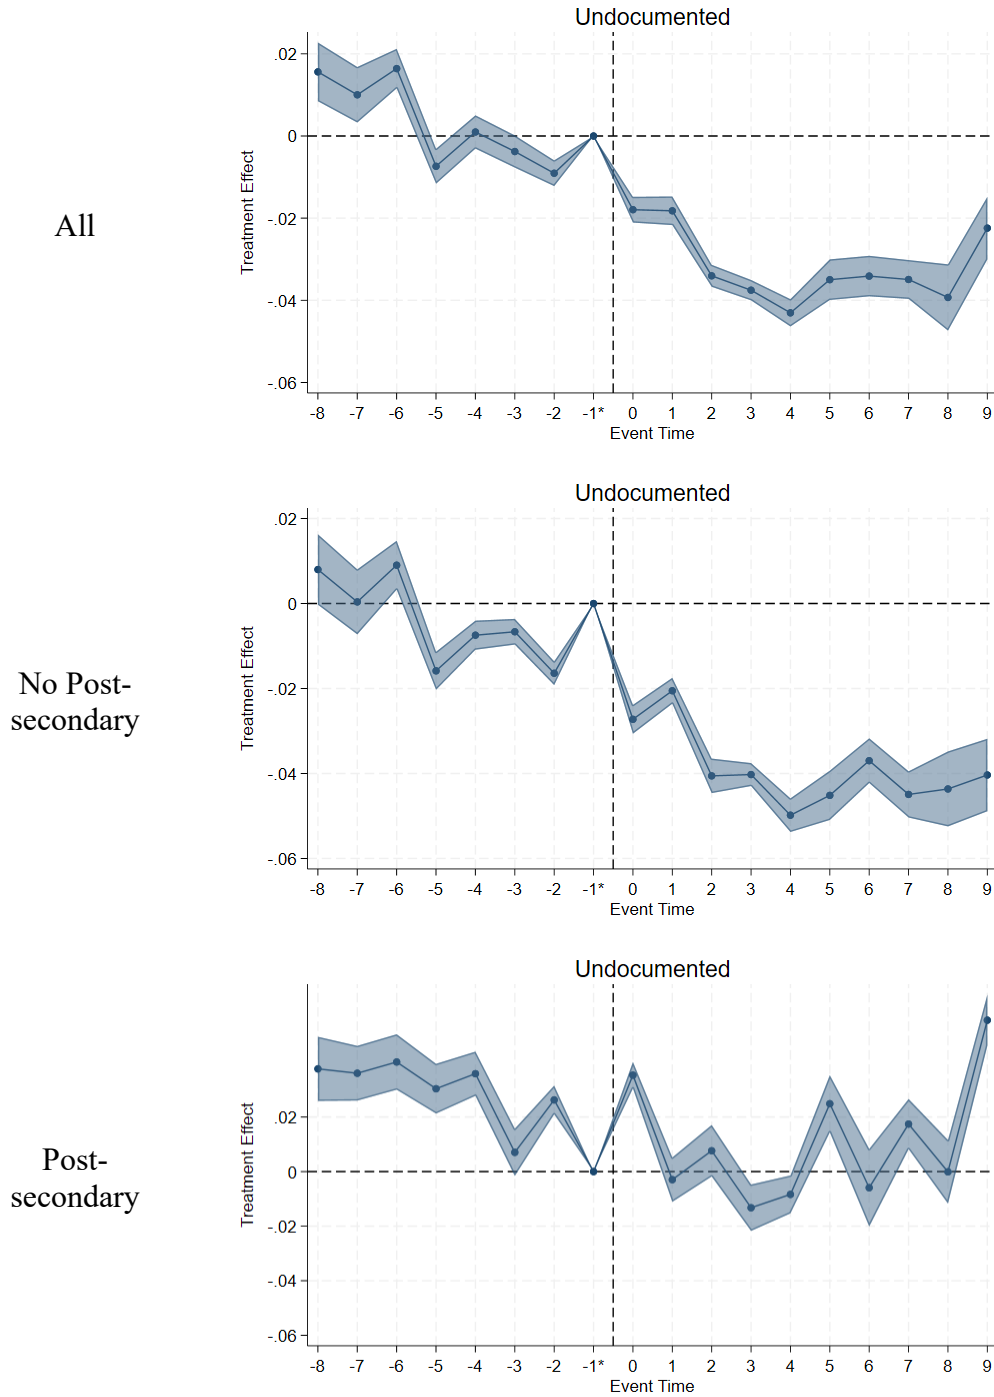 Undocumented
All
Treatment Effect
.02
0
-.02
-.04
-.06
-8 -7 -6 -5 -4 -3 -2 -1* 0 1 2 3 4 5 6 7 8 9
Event Time
Undocumented
No Post-
secondary
Treatment Effect
.02
0
-.02
-.04
-.06
-8 -7 -6 -5 -4 -3 -2 -1* 0 1 2 3 4 5 6 7 8 9
Event Time
Undocumented
Post-
secondary
Treatment Effect
.02
0
-.02
-.04
-.06
-8 -7 -6 -5 -4 -3 -2 -1* 0 1 2 3 4 5 6 7 8 9
Event Time